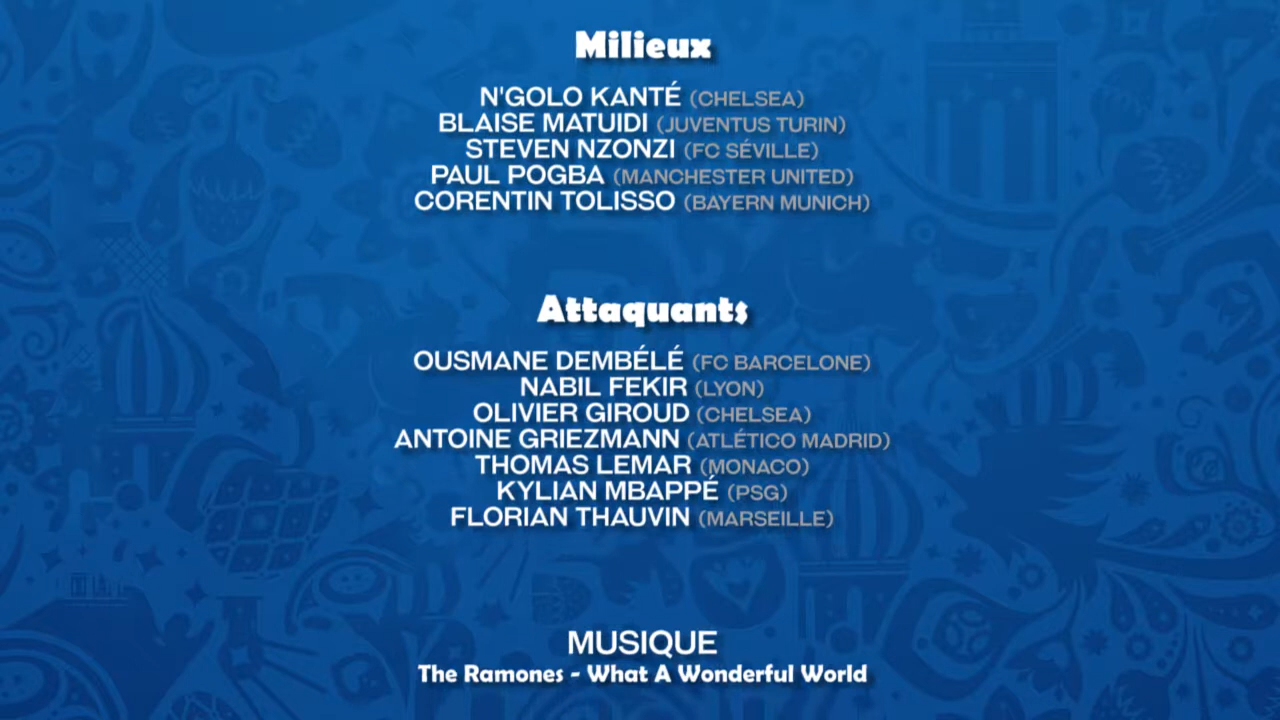 Milieux
N'GOLO KANTÉ (CHELSEA)
BLAISE MATUIDI (JUVENTUS TURIN)
STEVEN NZONZI (FC SÉVILLE)
PAUL POGBA (MANCHESTER UNITED)
CORENTIN TOLISSO (BAYERN MUNICH)
Attaquants
OUSMANE DEMBÉLÉ (FC BARCELONE)
NABIL FEKIR (LYON)
OLIVIER GIROUD (CHELSEA)
ANTOINE GRIEZMANN (ATLÉTICO MADRID)
THOMAS LEMAR (MONACO)
KYLIAN MBAPPÉ (PSG)
FLORIAN THAUVIN (MARSEILLE)
MUSIQUE
The Ramones - What A Wonderful World